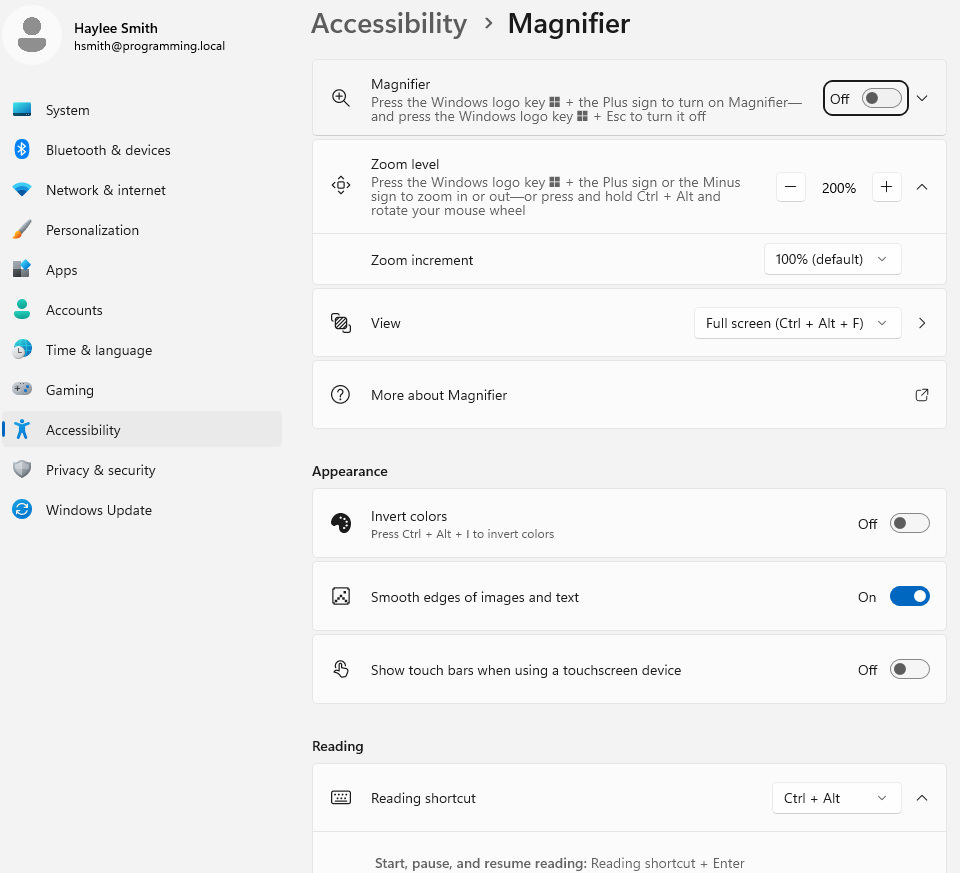 Haylee Smith
hsmith@programming.local
System
Bluetooth & devices
Network & internet
Personalization
Apps
Accounts
Time & language
Gaming
Accessibility
Privacy & security
Windows Update
Accessibility › Magnifier
Magnifier
Press the Windows logo key + the Plus sign to turn on Magnifier—
and press the Windows logo key + Esc to turn it off
Off
Zoom level
Press the Windows logo key + the Plus sign or the Minus
sign to zoom in or out—or press and hold Ctrl + Alt and
rotate your mouse wheel
200%
Zoom increment
100% (default)
View
Full screen (Ctrl + Alt + F)
More about Magnifier
Appearance
Invert colors
Press Ctrl + Alt + I to invert colors
Off
Smooth edges of images and text
On
Show touch bars when using a touchscreen device
Off
Reading
Reading shortcut
Ctrl + Alt
Start, pause, and resume reading: Reading shortcut + Enter